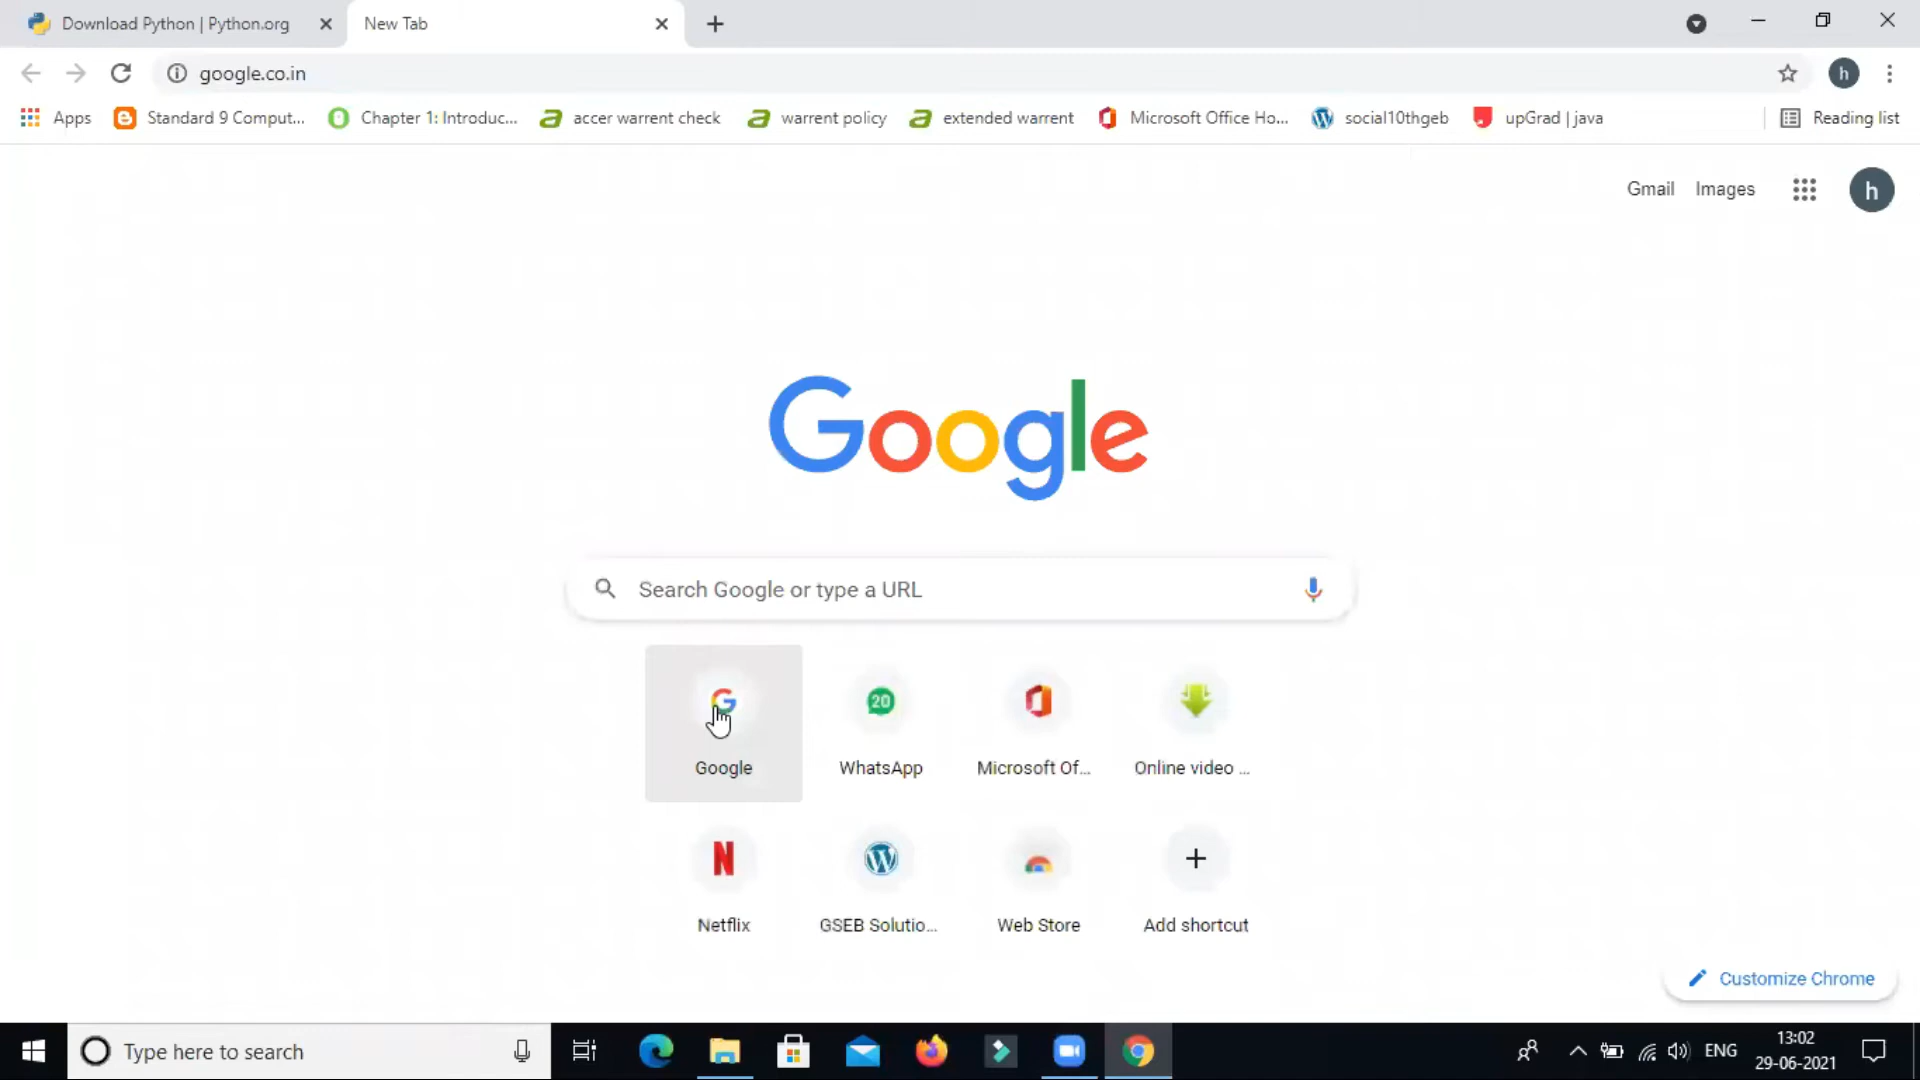 Download Python | Python.org
New Tab
google.co.in
Apps
Standard 9 Comput...
Chapter 1: Introduc...
accer warrent check
warrent policy
extended warrent
Microsoft Office Ho...
social10thgeb
upGrad | java
Reading list
h
Gmail
Images
h
Google
Search Google or type a URL
20
Google
WhatsApp
Microsoft Of...
Online video ...
Netflix
GSEB Solutio...
Web Store
Add shortcut
Customize Chrome
Type here to search
ENG
13:02
29-06-2021